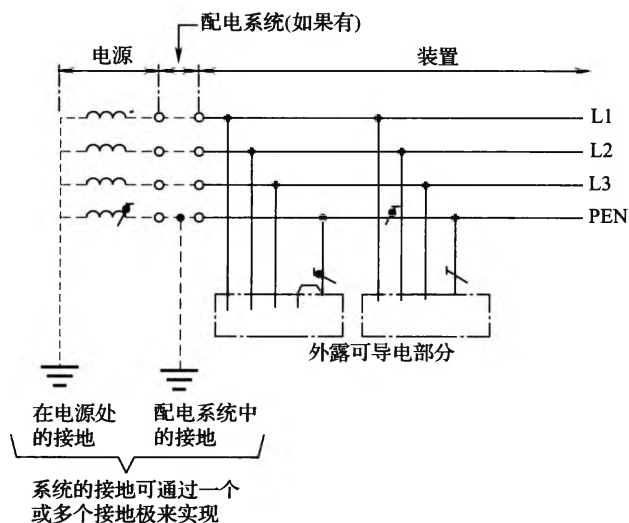 配电系统(如果有)
电源
装置
L1
L2
L3
PEN
外露可导电部分
在电源处
的接地
配电系统中
的接地
系统的接地可通过一个
或多个接地极来实现